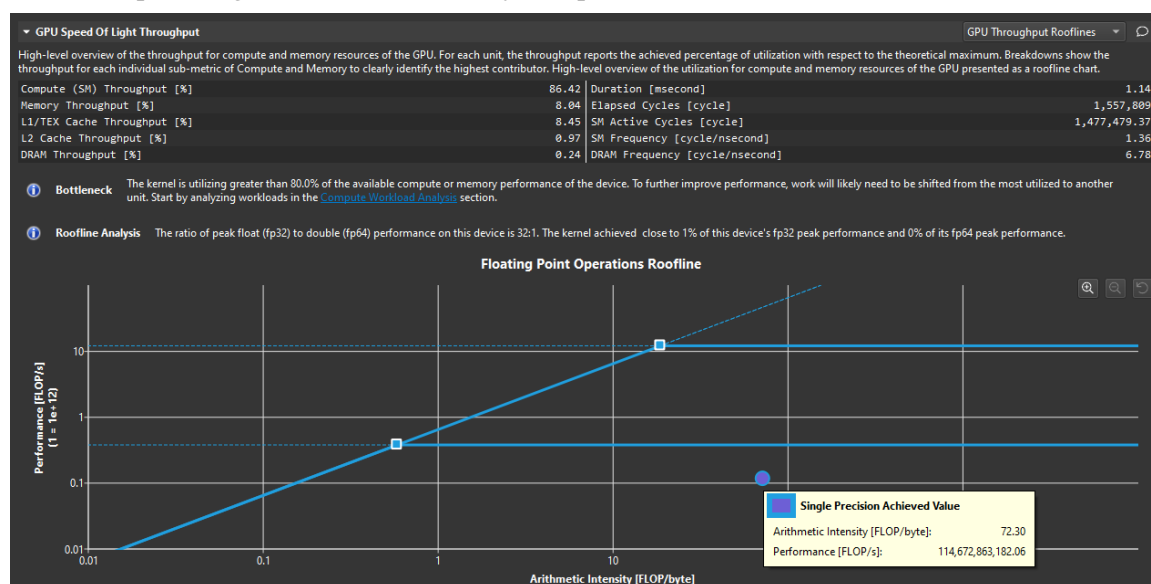 GPU Speed Of Light Throughput
GPU Throughput Rooflines
High-level overview of the throughput for compute and memory resources of the GPU. For each unit, the throughput reports the achieved percentage of utilization with respect to the theoretical maximum. Breakdowns show the
throughput for each individual sub-metric of Compute and Memory to clearly identify the highest contributor. High-level overview of the utilization for compute and memory resources of the GPU presented as a roofline chart.
Compute (SM) Throughput [%] 86.42 Duration [msecond] 1.14
Memory Throughput [%] 8.04 Elapsed Cycles [cycle] 1,557,809
L1/TEX Cache Throughput [%] 8.45 SM Active Cycles [cycle] 1,477,479.37
L2 Cache Throughput [%] 0.97 SM Frequency [cycle/nsecond] 1.36
DRAM Throughput [%] 0.24 DRAM Frequency [cycle/nsecond] 6.78
Bottleneck
The kernel is utilizing greater than 80.0% of the available compute or memory performance of the device. To further improve performance, work will likely need to be shifted from the most utilized to another
unit. Start by analyzing workloads in the Compute Workload Analysis section.
Roofline Analysis The ratio of peak float (fp32) to double (fp64) performance on this device is 32:1. The kernel achieved close to 1% of this device's fp32 peak performance and 0% of its fp64 peak performance.
Floating Point Operations Roofline
Performance [FLOP/s]
(1 = 1e+12)
10
1
0.1
0.01
Single Precision Achieved Value
Arithmetic Intensity [FLOP/byte]: 72.30
Performance [FLOP/s]: 114,672,863,182.06
0.01 0.1 1 10
Arithmetic Intensity [FLOP/byte]